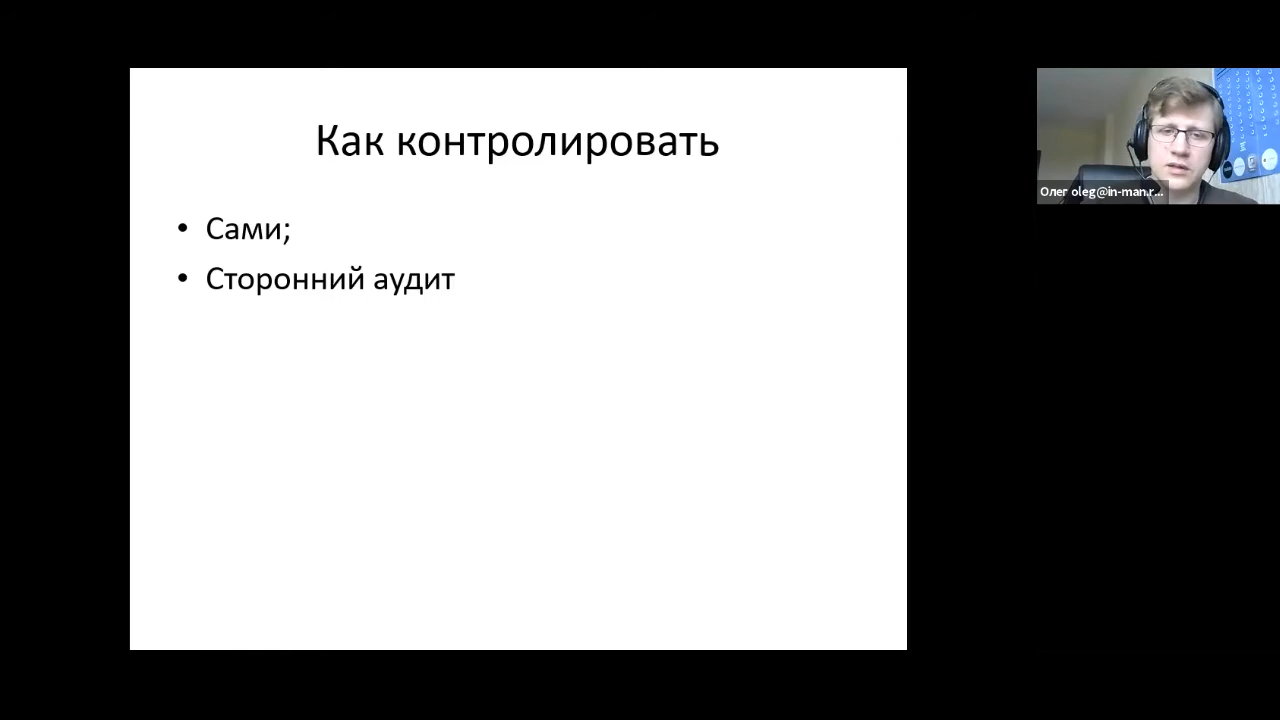 Как контролировать
• Сами;
• Сторонний аудит
Олег oleg@in-man.r...